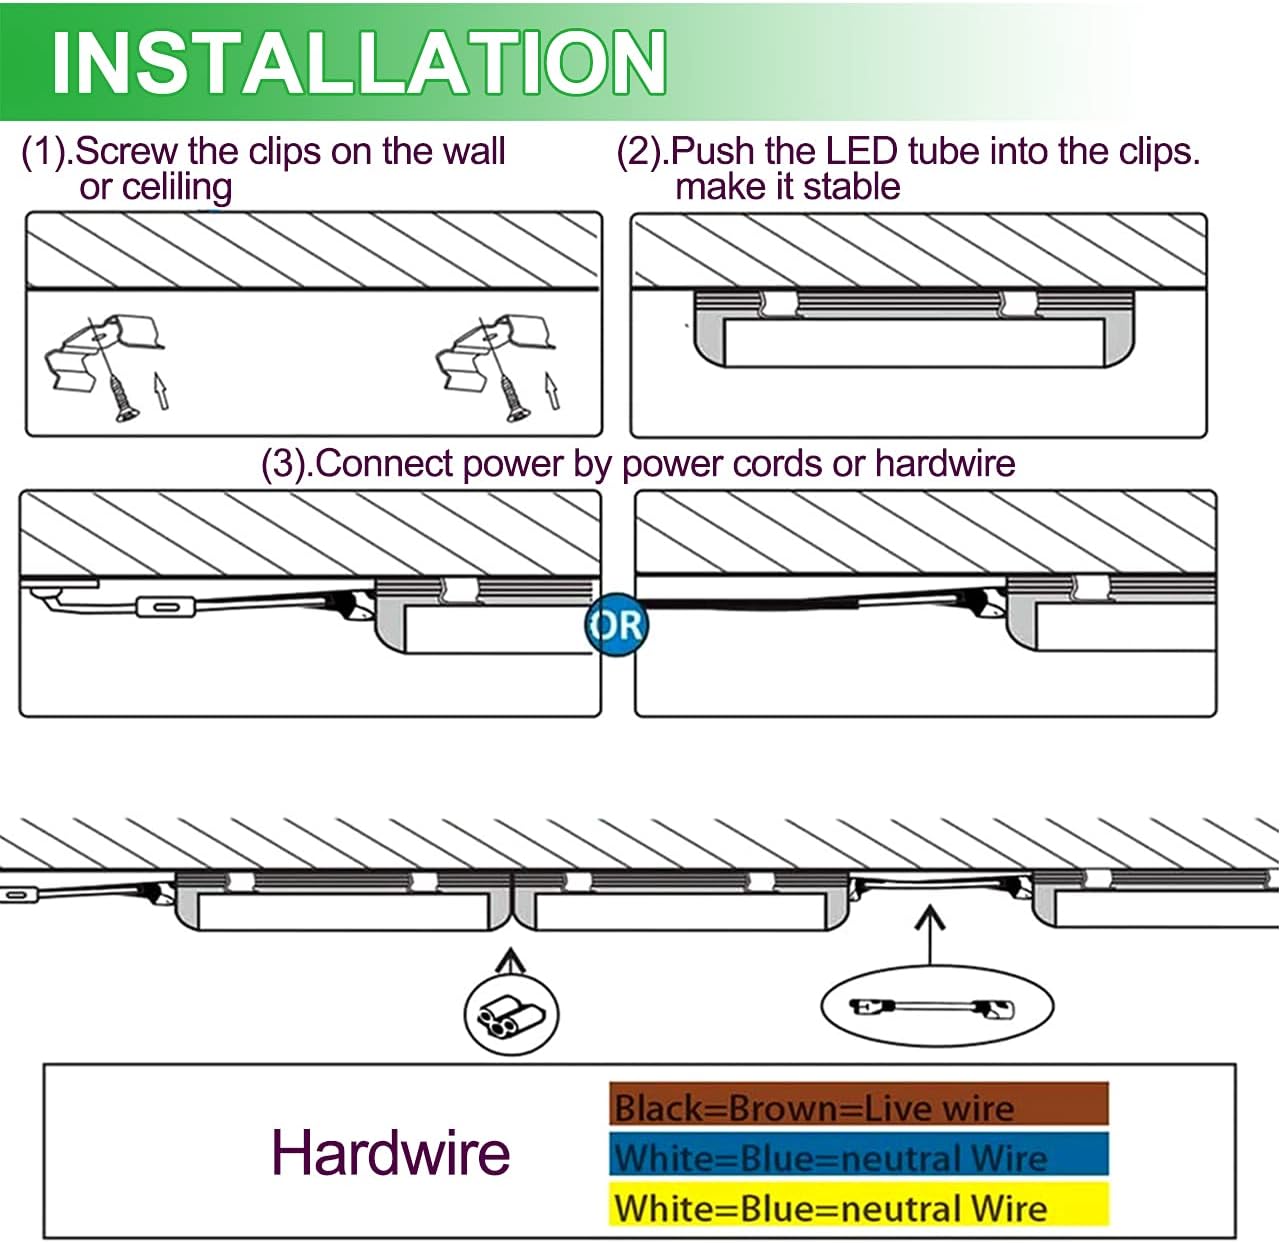 INSTALLATION
(1).Screw the clips on the wall
or celiling
(2).Push the LED tube into the clips.
make it stable
(3).Connect power by power cords or hardwire
OR
Hardwire
Black=Brown=Live wire
White=Blue=neutral Wire
White=Blue=neutral Wire